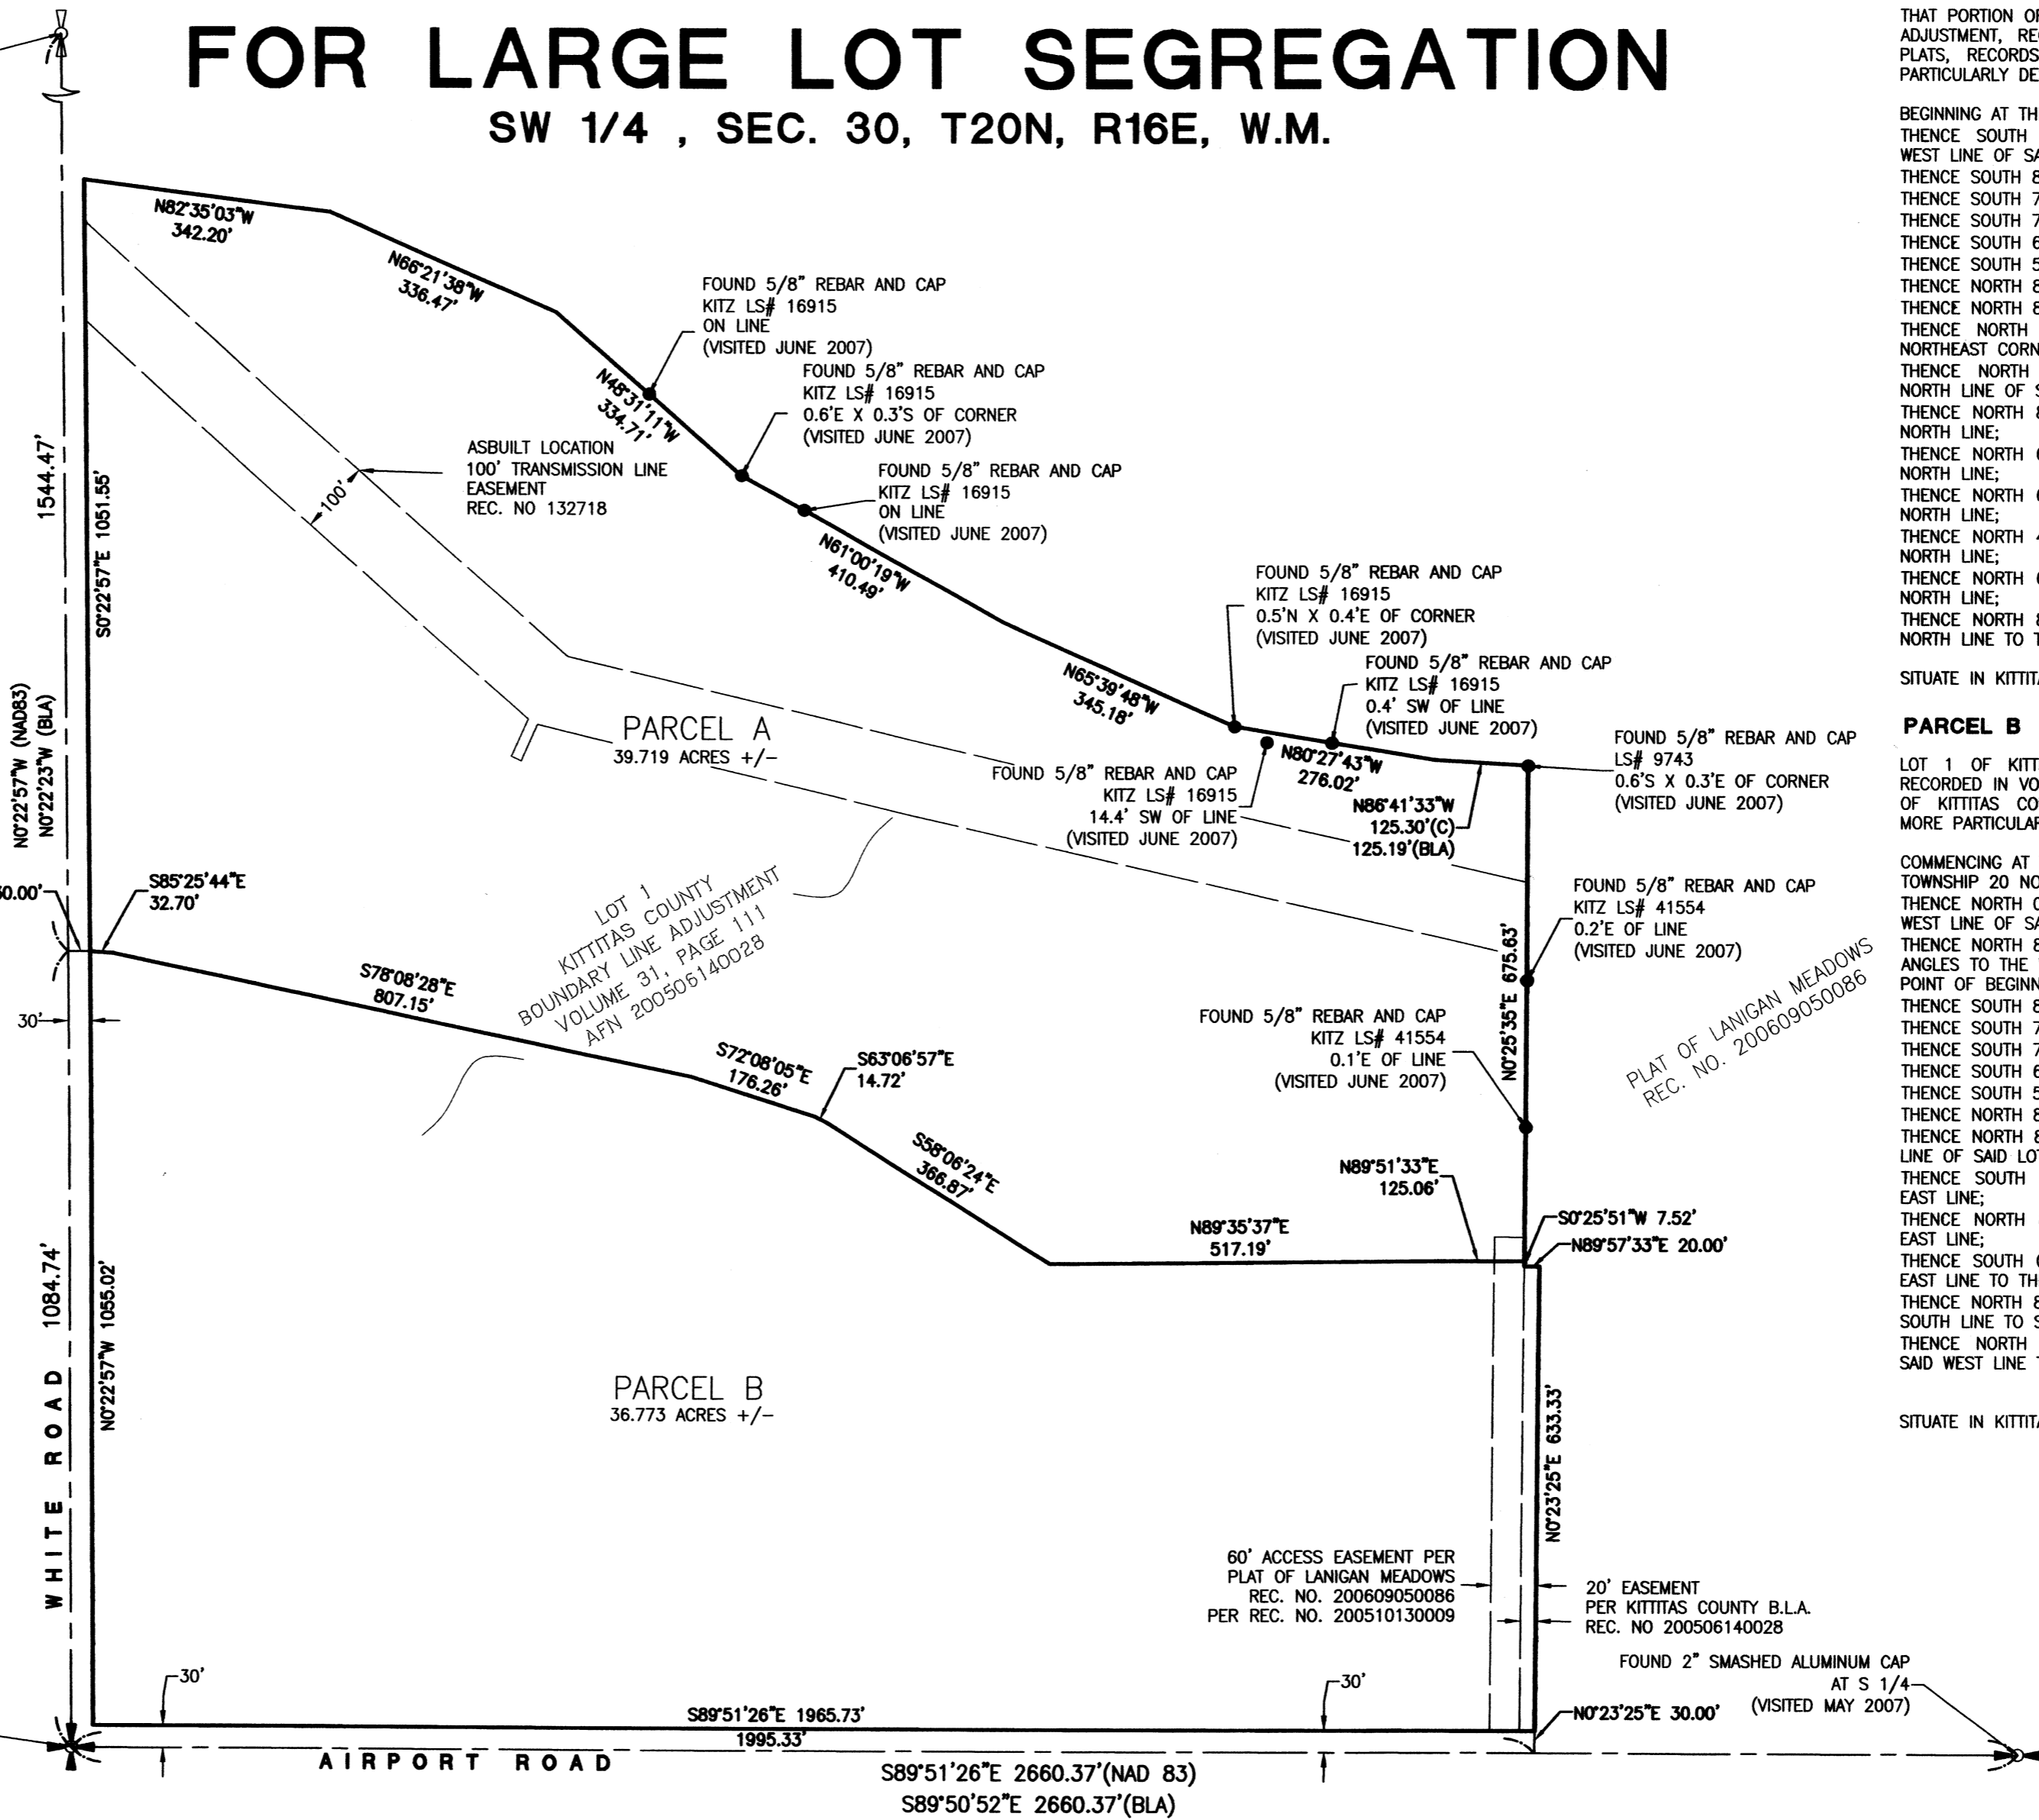 FOR LARGE LOT SEGREGATION
SW 1/4 , SEC. 30, T20N, R16E, W.M.
N82°35'03"W
342.20'
N66°21'38"W
336.47'
FOUND 5/8" REBAR AND CAP
KITZ LS# 16915
ON LINE
(VISITED JUNE 2007)
N48°31'11"W
334.71'
FOUND 5/8" REBAR AND CAP
KITZ LS# 16915
0.6'E X 0.3'S OF CORNER
(VISITED JUNE 2007)
ASBUILT LOCATION
100' TRANSMISSION LINE
EASEMENT
REC. NO 132718
100'
FOUND 5/8" REBAR AND CAP
KITZ LS# 16915
ON LINE
(VISITED JUNE 2007)
N61°00'19"W
410.49'
1544.47'
S0°22'57"E 1051.55'
FOUND 5/8" REBAR AND CAP
KITZ LS# 16915
0.5'N X 0.4'E OF CORNER
(VISITED JUNE 2007)
N65°39'48"W
345.18'
FOUND 5/8" REBAR AND CAP
KITZ LS# 16915
0.4' SW OF LINE
(VISITED JUNE 2007)
N0°22'57"W (NAD83)
N0°22'23"W (BLA)
PARCEL A
39.719 ACRES +/-
FOUND 5/8" REBAR AND CAP
KITZ LS# 16915
14.4' SW OF LINE
(VISITED JUNE 2007)
N80°27'43"W
276.02'
N86°41'33"W
125.30'(C)
125.19'(BLA)
FOUND 5/8" REBAR AND CAP
LS# 9743
0.6'S X 0.3'E OF CORNER
(VISITED JUNE 2007)
S85°25'44"E
32.70'
LOT 1
KITTITAS COUNTY
BOUNDARY LINE ADJUSTMENT
VOLUME 31, PAGE 111
AFN 200506140028
FOUND 5/8" REBAR AND CAP
KITZ LS# 41554
0.2'E OF LINE
(VISITED JUNE 2007)
N0°25'35"E 675.63'
S78°08'28"E
807.15'
30'
FOUND 5/8" REBAR AND CAP
KITZ LS# 41554
0.1'E OF LINE
(VISITED JUNE 2007)
PLAT OF LANIGAN MEADOWS
REC. NO. 200609050086
S72°08'05"E
176.26'
S63°06'57"E
14.72'
S58°06'24"E
366.87'
N89°51'33"E
125.06'
N89°35'37"E
517.19'
S0°25'51"W 7.52'
N89°57'33"E 20.00'
WHITE ROAD 1084.74'
N0°22'57"W 1055.02'
PARCEL B
36.773 ACRES +/-
N0°23'25"E 633.33'
60' ACCESS EASEMENT PER
PLAT OF LANIGAN MEADOWS
REC. NO. 200609050086
PER REC. NO. 200510130009
20' EASEMENT
PER KITTITAS COUNTY B.L.A.
REC. NO 200506140028
FOUND 2" SMASHED ALUMINUM CAP
AT S 1/4
(VISITED MAY 2007)
30'
30'
N0°23'25"E 30.00'
S89°51'26"E 1965.73'
1995.33'
AIRPORT ROAD
S89°51'26"E 2660.37'(NAD 83)
S89°50'52"E 2660.37'(BLA)
THAT PORTION
ADJUSTMENT,
PLATS, RECORDS
PARTICULARLY
BEGINNING AT
THENCE SOUTH
WEST LINE OF
THENCE SOUTH
THENCE SOUTH
THENCE SOUTH
THENCE SOUTH
THENCE SOUTH
THENCE NORTH
THENCE NORTH
THENCE NORTH
NORTHEAST
THENCE NORTH
NORTH LINE OF
THENCE NORTH
NORTH LINE;
THENCE NORTH
NORTH LINE;
THENCE NORTH
NORTH LINE;
THENCE NORTH
NORTH LINE;
THENCE NORTH
NORTH LINE;
THENCE NORTH
NORTH LINE TO
SITUATE IN
PARCEL B
LOT 1 OF
RECORDED IN
OF KITTITAS
MORE
COMMENCING AT
TOWNSHIP 20
THENCE NORTH
WEST LINE OF
THENCE NORTH
ANGLES TO THE
POINT OF
THENCE SOUTH
THENCE SOUTH
THENCE SOUTH
THENCE SOUTH
THENCE SOUTH
THENCE NORTH
THENCE NORTH
LINE OF SAID
THENCE SOUTH
EAST LINE;
THENCE NORTH
EAST LINE;
THENCE SOUTH
EAST LINE TO
THENCE NORTH
SOUTH LINE TO
THENCE NORTH
SAID WEST LINE
SITUATE IN